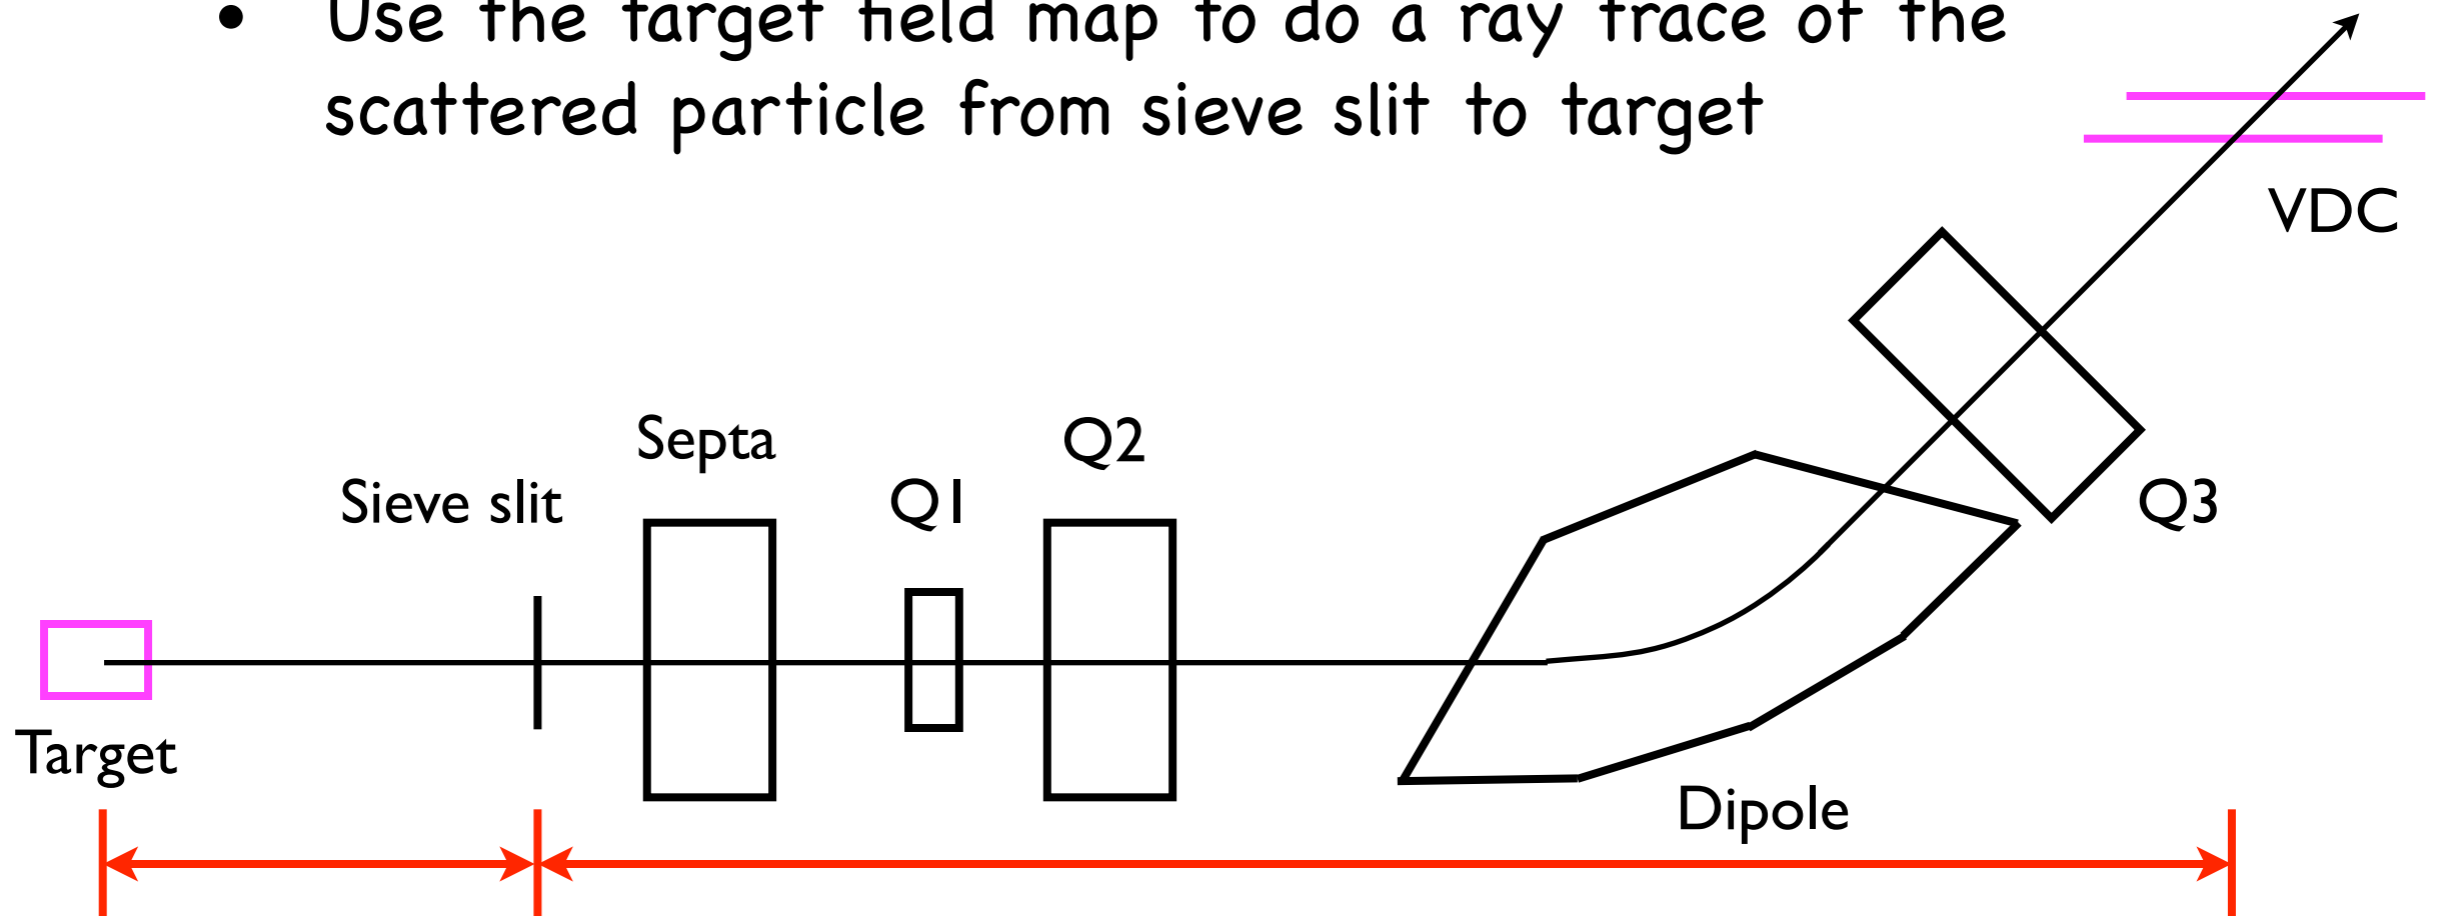 • Use the target field map to do a ray trace of the
scattered particle from sieve slit to target
VDC
Septa
Q2
Sieve slit
Q1
Q3
Target
Dipole